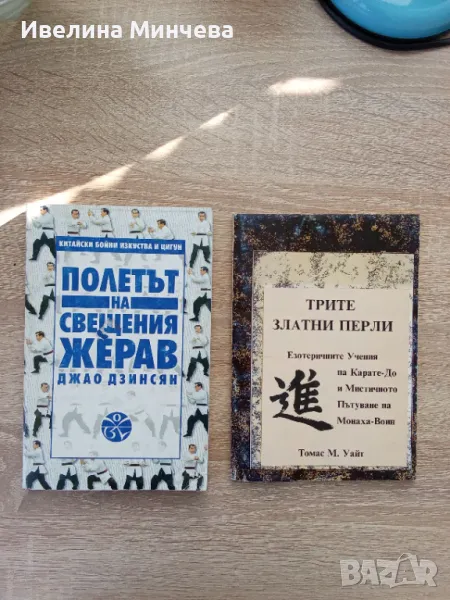 Ивелина Минчева
КИТАЙСКИ БОЙНИ ИЗКУСТВА И ЦИГУН
ПОЛЕТЪТ
НА
СВЕЩЕНИЯ
ЖЕРАВ
ДЖАО ДЗИНСЯН
ТРИТЕ
ЗЛАТНИ ПЕРЛИ
Езотеричните Учения
на Карате-До
и Мистичното
Пътуване на
Монаха-Воин
進
Томас М. Уайт
BAZAR